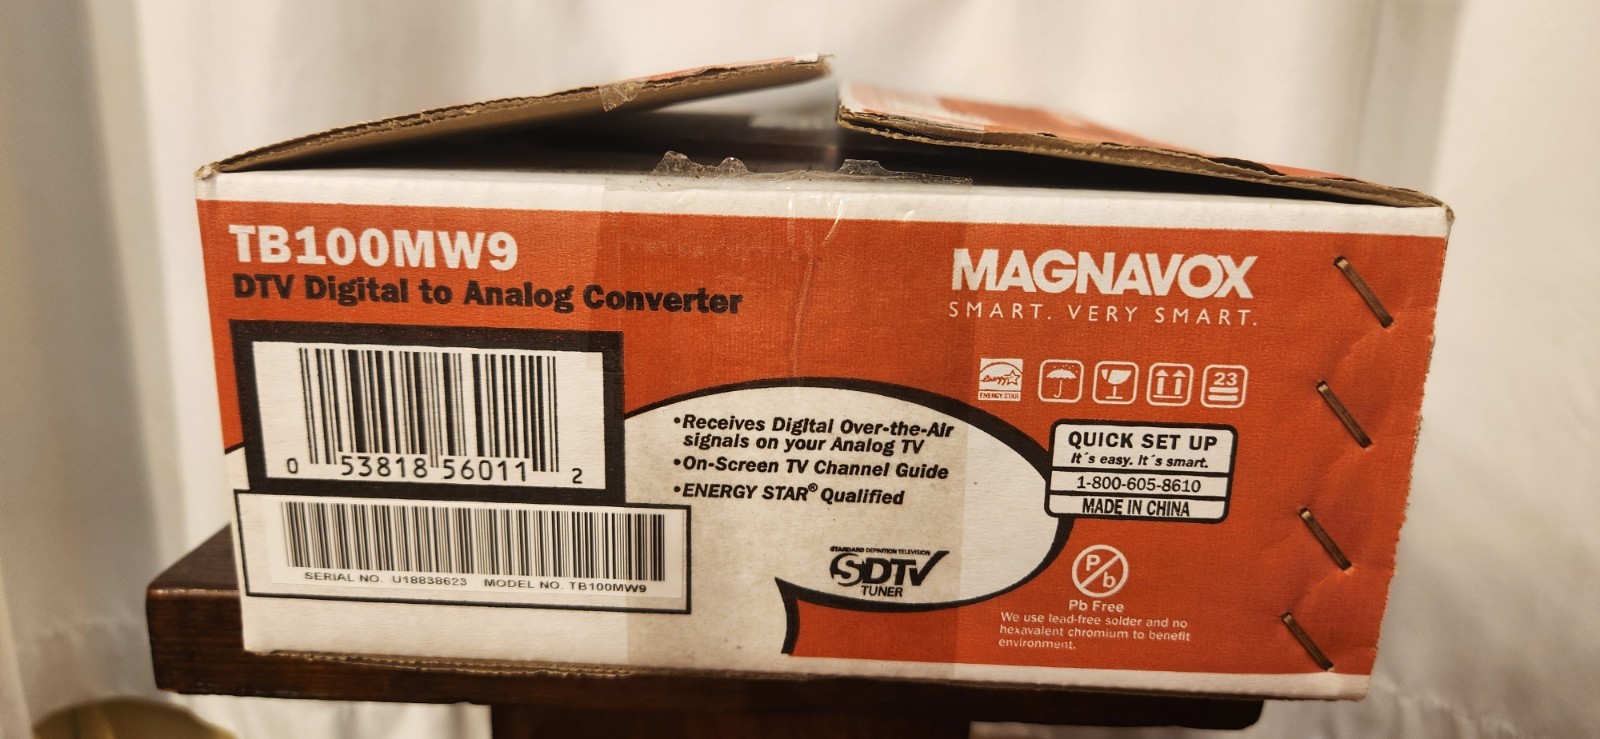 TB100MW9
DTV Digital to Analog Converter
MAGNAVOX
SMART. VERY SMART.
ENERGY STAR
23
0 53818 56011 2
SERIAL NO. U18838623 MODEL NO. TB100MW9
•Receives Digital Over-the-Air
signals on your Analog TV
•On-Screen TV Channel Guide
•ENERGY STAR® Qualified
STANDARD DEFINITION TELEVISION
SDTV
TUNER
QUICK SET UP
It´s easy. It´s smart.
1-800-605-8610
MADE IN CHINA
P/b
Pb Free
We use lead-free solder and no
hexavalent chromium to benefit
environment.